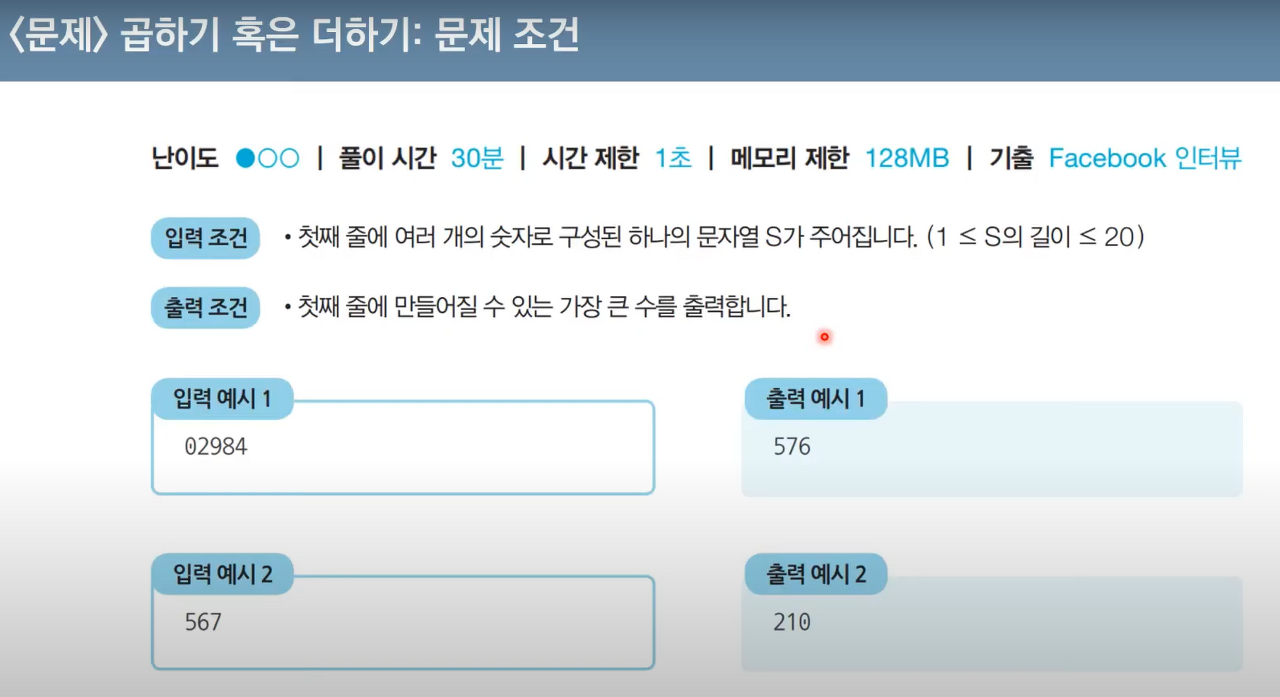 <문제> 곱하기 혹은 더하기: 문제 조건
난이도 ●○○ | 풀이 시간 30분 | 시간 제한 1초 | 메모리 제한 128MB | 기출 Facebook 인터뷰
입력 조건 • 첫째 줄에 여러 개의 숫자로 구성된 하나의 문자열 S가 주어집니다. (1 ≤ S의 길이 ≤ 20)
출력 조건 • 첫째 줄에 만들어질 수 있는 가장 큰 수를 출력합니다.
입력 예시 1
02984
출력 예시 1
576
입력 예시 2
567
출력 예시 2
210